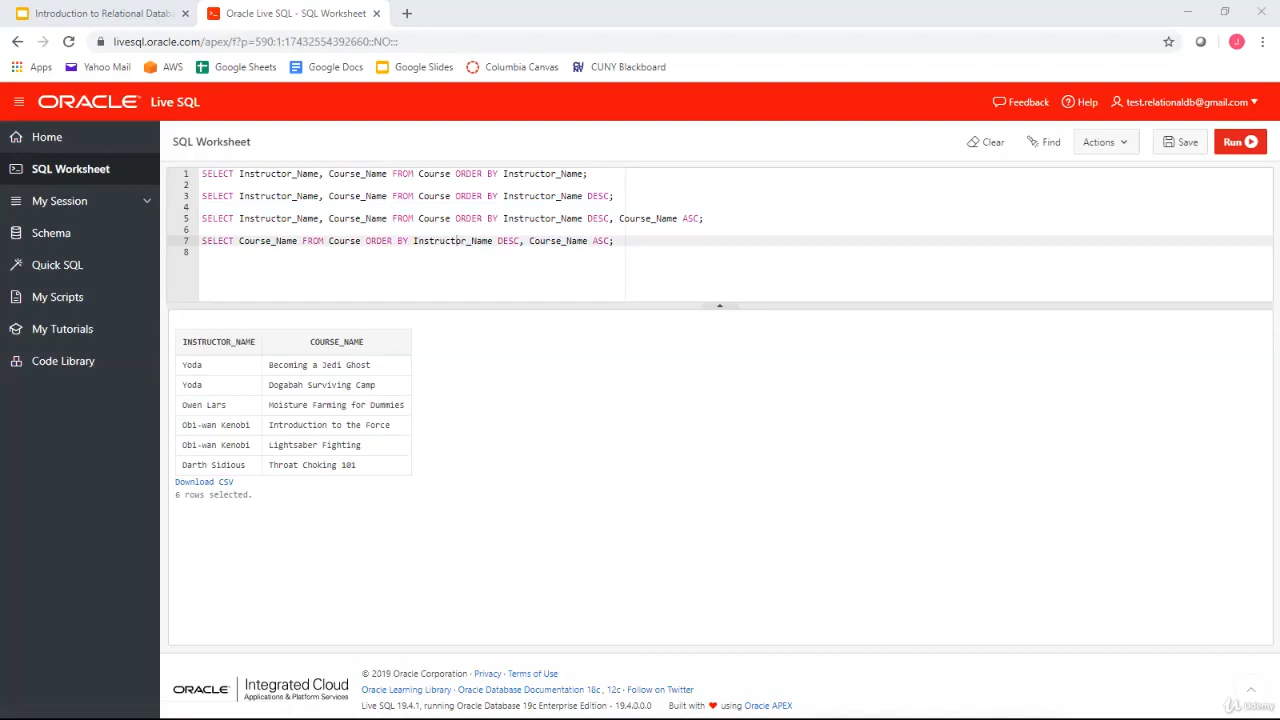 Introduction to Relational Datab
Oracle Live SQL - SQL Worksheet
livesql.oracle.com/apex/f?p=590:1:17432554392660::NO:::
J
Apps Yahoo Mail AWS Google Sheets Google Docs Google Slides Columbia Canvas CUNY Blackboard
ORACLE Live SQL Feedback Help test.relationaldb@gmail.com
Home
SQL Worksheet
My Session
Schema
Quick SQL
My Scripts
My Tutorials
Code Library
SQL Worksheet Clear Find Actions Save Run
1 SELECT Instructor_Name, Course_Name FROM Course ORDER BY Instructor_Name;
2
3 SELECT Instructor_Name, Course_Name FROM Course ORDER BY Instructor_Name DESC;
4
5 SELECT Instructor_Name, Course_Name FROM Course ORDER BY Instructor_Name DESC, Course_Name ASC;
6
7 SELECT Course_Name FROM Course ORDER BY Instructor_Name DESC, Course_Name ASC;
8
INSTRUCTOR_NAME COURSE_NAME
Yoda Becoming a Jedi Ghost
Yoda Dogabah Surviving Camp
Owen Lars Moisture Farming for Dummies
Obi-wan Kenobi Introduction to the Force
Obi-wan Kenobi Lightsaber Fighting
Darth Sidious Throat Choking 101
Download CSV
6 rows selected.
ORACLE Integrated Cloud
Applications & Platform Services
© 2019 Oracle Corporation · Privacy · Terms of Use
Oracle Learning Library · Oracle Database Documentation 18c, 12c · Follow on Twitter
Live SQL 19.4.1, running Oracle Database 19c Enterprise Edition - 19.4.0.0.0 Built with ❤ using Oracle APEX
Udemy